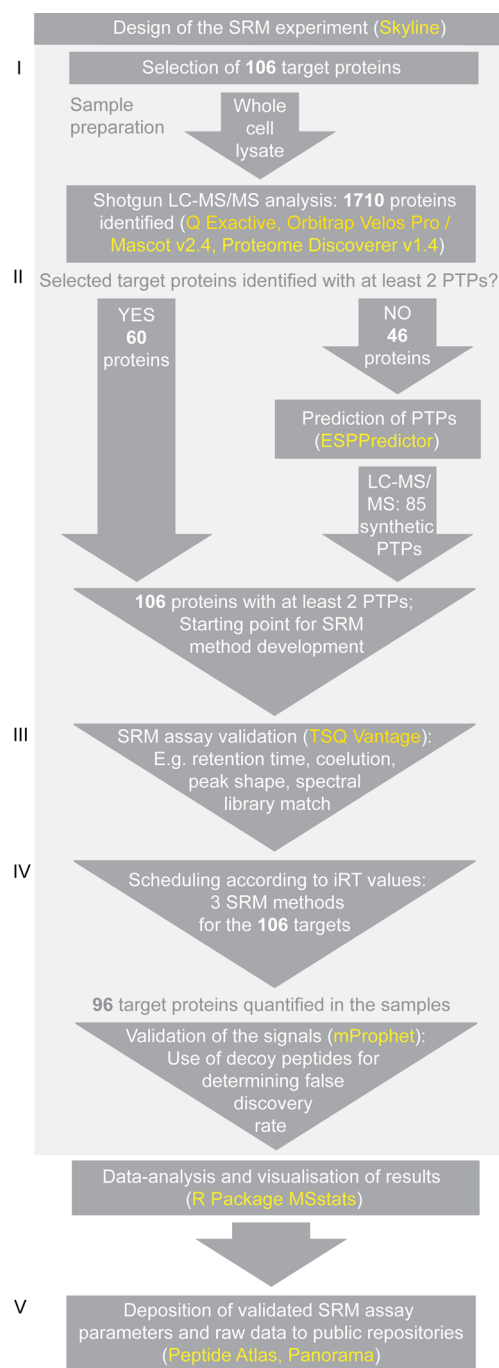 Design of the SRM experiment (Skyline)
I
Selection of 106 target proteins
Sample
preparation
Whole
cell
lysate
Shotgun LC-MS/MS analysis: 1710 proteins
identified (Q Exactive, Orbitrap Velos Pro /
Mascot v2.4, Proteome Discoverer v1.4)
II
Selected target proteins identified with at least 2 PTPs?
YES
60
proteins
NO
46
proteins
Prediction of PTPs
(ESPPredictor)
LC-MS/
MS: 85
synthetic
PTPs
106 proteins with at least 2 PTPs;
Starting point for SRM
method development
III
SRM assay validation (TSQ Vantage):
E.g. retention time, coelution,
peak shape, spectral
library match
IV
Scheduling according to iRT values:
3 SRM methods
for the 106 targets
96 target proteins quantified in the samples
Validation of the signals (mProphet):
Use of decoy peptides for
determining false
discovery
rate
Data-analysis and visualisation of results
(R Package MSstats)
V
Deposition of validated SRM assay
parameters and raw data to public repositories
(Peptide Atlas, Panorama)